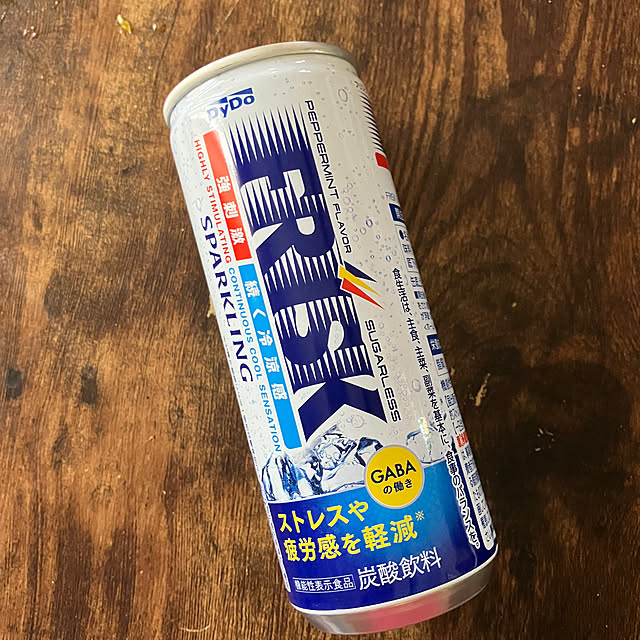 DyDo
PEPPERMINT FLAVOR
FRISK
SUGARLESS
強刺激
HIGHLY STIMULATING
続く冷涼感
CONTINUOUS COOL SENSATION
SPARKLING
食生活は、主食、主菜、副菜を基本に、食事のバランスを。
GABA
の働き
ストレスや
疲労感を軽減※
機能性表示食品
炭酸飲料